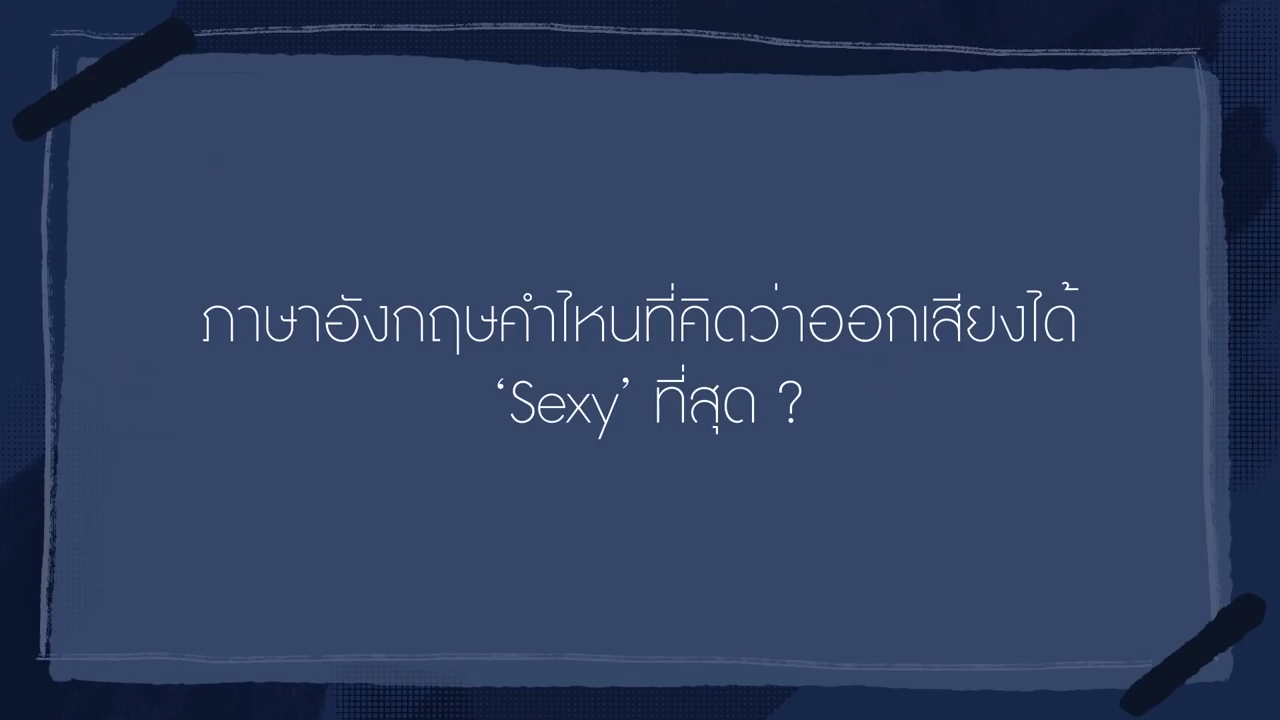 ภาษาอังกฤษคำไหนที่คิดว่าออกเสียงได้
‘Sexy’ ที่สุด ?